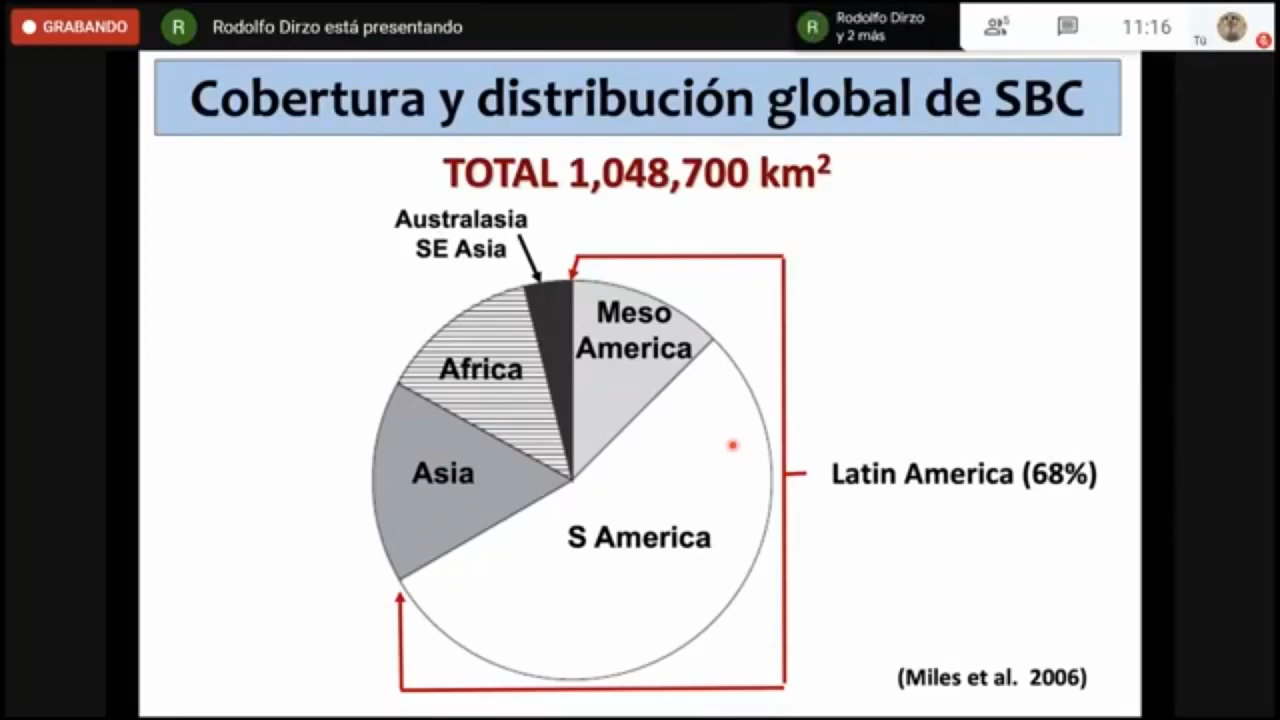 GRABANDO
R
Rodolfo Dirzo está presentando
R
Rodolfo Dirzo
y 2 más
5
11:16
Tú
Cobertura y distribución global de SBC
TOTAL 1,048,700 km²
Australasia
SE Asia
Meso
America
Africa
Asia
S America
Latin America (68%)
(Miles et al. 2006)